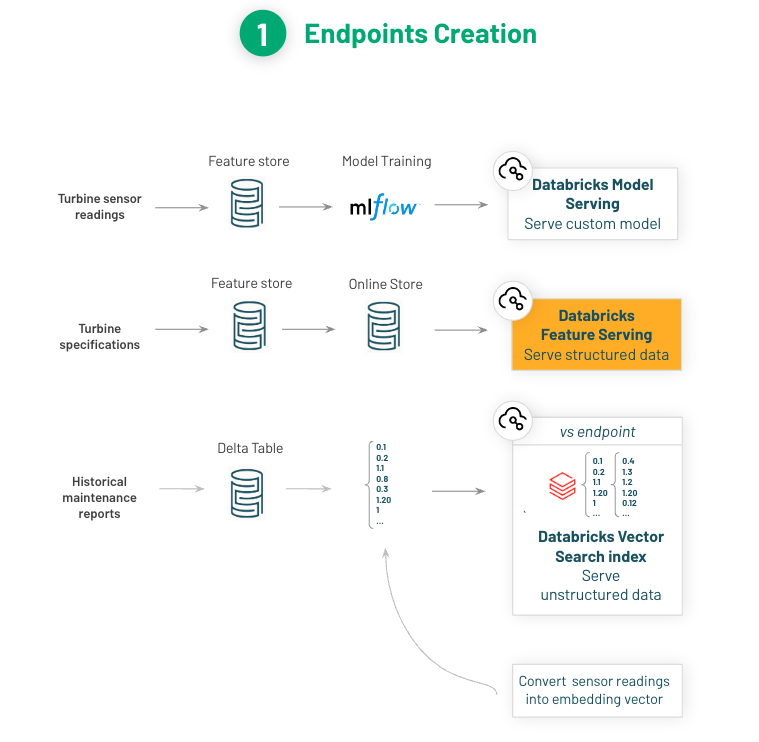 1 Endpoints Creation
Feature store
Model Training
Turbine sensor
readings
mlflow
Databricks Model
Serving
Serve custom model
Feature store
Online Store
Turbine
specifications
Databricks
Feature Serving
Serve structured data
Delta Table
Historical
maintenance
reports
0.1
0.2
1.1
0.8
0.3
1.20
1
...
vs endpoint
0.1 0.4
0.2 1.3
1.1 1.2
1.20 1.20
1 0.12
... ...
Databricks Vector
Search index
Serve
unstructured data
Convert sensor readings
into embedding vector